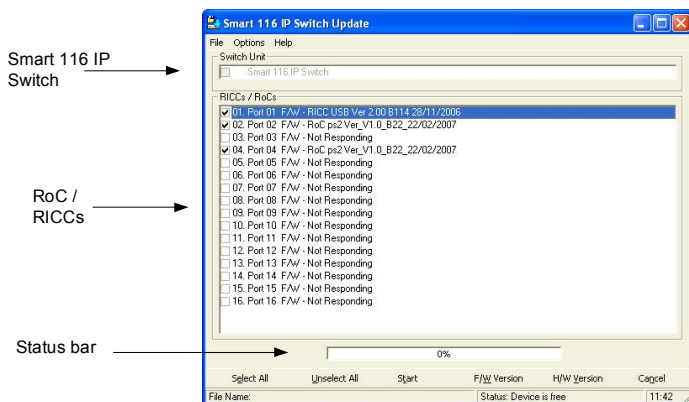 Smart 116 IP Switch Update
File Options Help
Switch Unit
Smart 116 IP Switch
Smart 116 IP
Switch
RICCs / RoCs
01. Port 01 F/W - RICC USB Ver 2.00 B114 28/11/2006
02. Port 02 F/W - RoC ps2 Ver_V1.0_B22_22/02/2007
03. Port 03 F/W - Not Responding
04. Port 04 F/W - RoC ps2 Ver_V1.0_B22_22/02/2007
05. Port 05 F/W - Not Responding
06. Port 06 F/W - Not Responding
07. Port 07 F/W - Not Responding
08. Port 08 F/W - Not Responding
09. Port 09 F/W - Not Responding
10. Port 10 F/W - Not Responding
11. Port 11 F/W - Not Responding
12. Port 12 F/W - Not Responding
13. Port 13 F/W - Not Responding
14. Port 14 F/W - Not Responding
15. Port 15 F/W - Not Responding
16. Port 16 F/W - Not Responding
RoC /
RICCs
Status bar
0%
Select All Unselect All Start F/W Version H/W Version Cancel
File Name: Status: Device is free 11:42